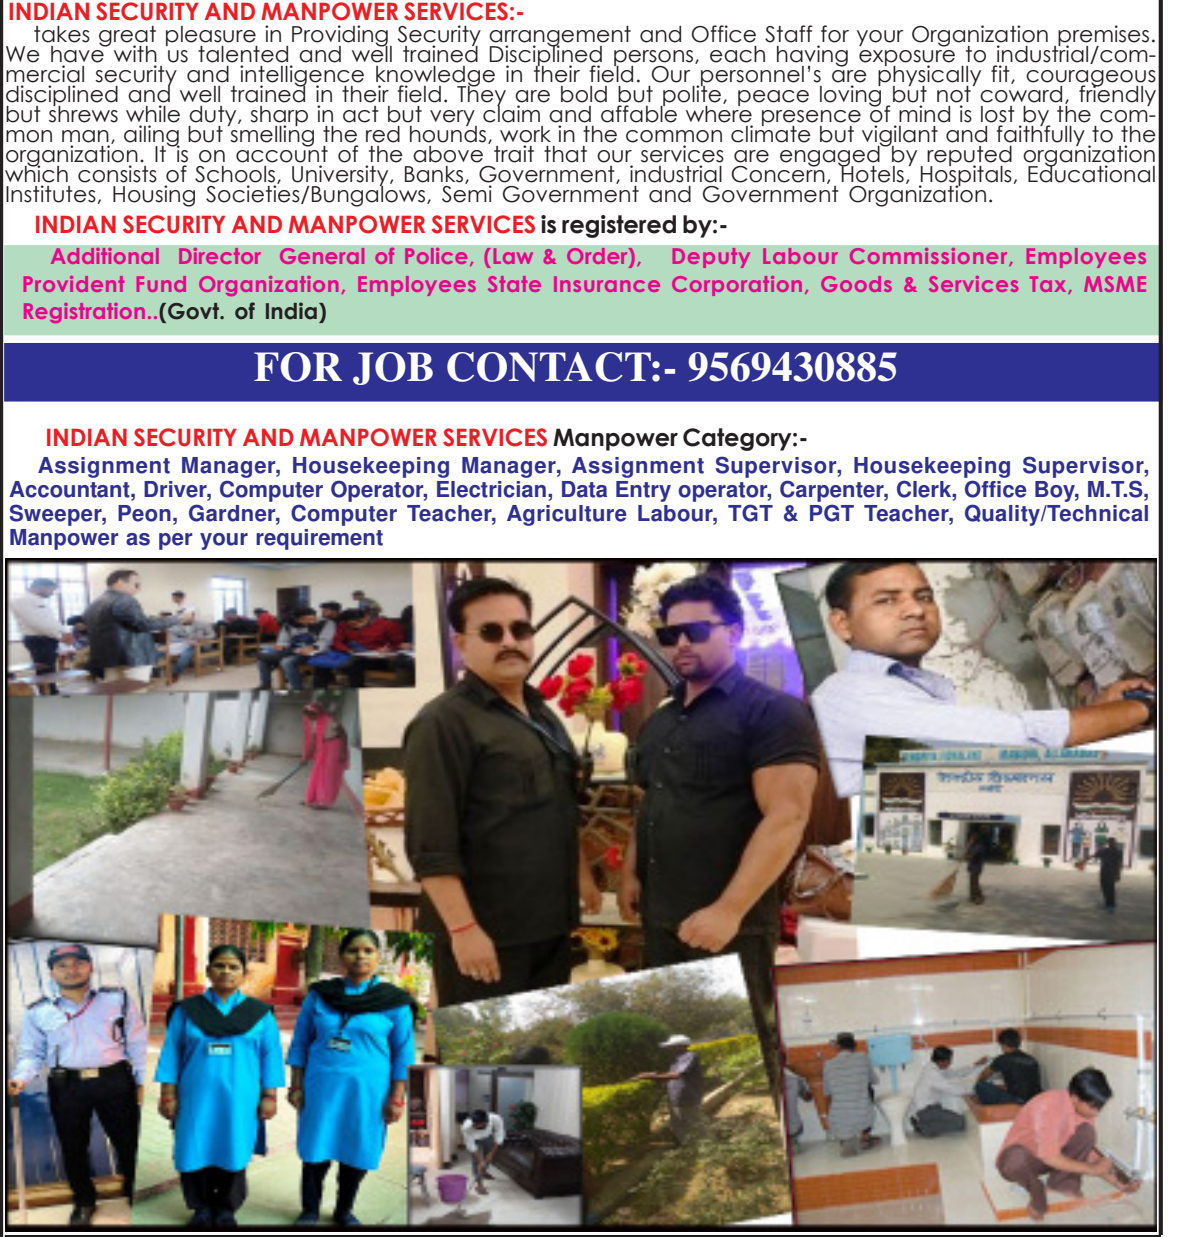 INDIAN SECURITY AND MANPOWER SERVICES:-
takes great pleasure in Providing Security arrangement and Office Staff for your Organization premises.
We have with us talented and well trained Disciplined persons, each having exposure to industrial/com-
mercial security and intelligence knowledge in their field. Our personnel's are physically fit, courageous
disciplined and well trained in their field. They are bold but polite, peace loving but not coward, friendly
but shrews while duty, sharp in act but very claim and affable where presence of mind is lost by the com-
mon man, ailing but smelling the red hounds, work in the common climate but vigilant and faithfully to the
organization. It is on account of the above trait that our services are engaged by reputed organization
which consists of Schools, University, Banks, Government, industrial Concern, Hotels, Hospitals, Educational
Institutes, Housing Societies/Bungalows, Semi Government and Government Organization.
INDIAN SECURITY AND MANPOWER SERVICES is registered by:-
Additional Director General of Police, (Law & Order), Deputy Labour Commissioner, Employees
Provident Fund Organization, Employees State Insurance Corporation, Goods & Services Tax, MSME
Registration..(Govt. of India)
FOR JOB CONTACT:- 9569430885
INDIAN SECURITY AND MANPOWER SERVICES Manpower Category:-
Assignment Manager, Housekeeping Manager, Assignment Supervisor, Housekeeping Supervisor,
Accountant, Driver, Computer Operator, Electrician, Data Entry operator, Carpenter, Clerk, Office Boy, M.T.S,
Sweeper, Peon, Gardner, Computer Teacher, Agriculture Labour, TGT & PGT Teacher, Quality/Technical
Manpower as per your requirement